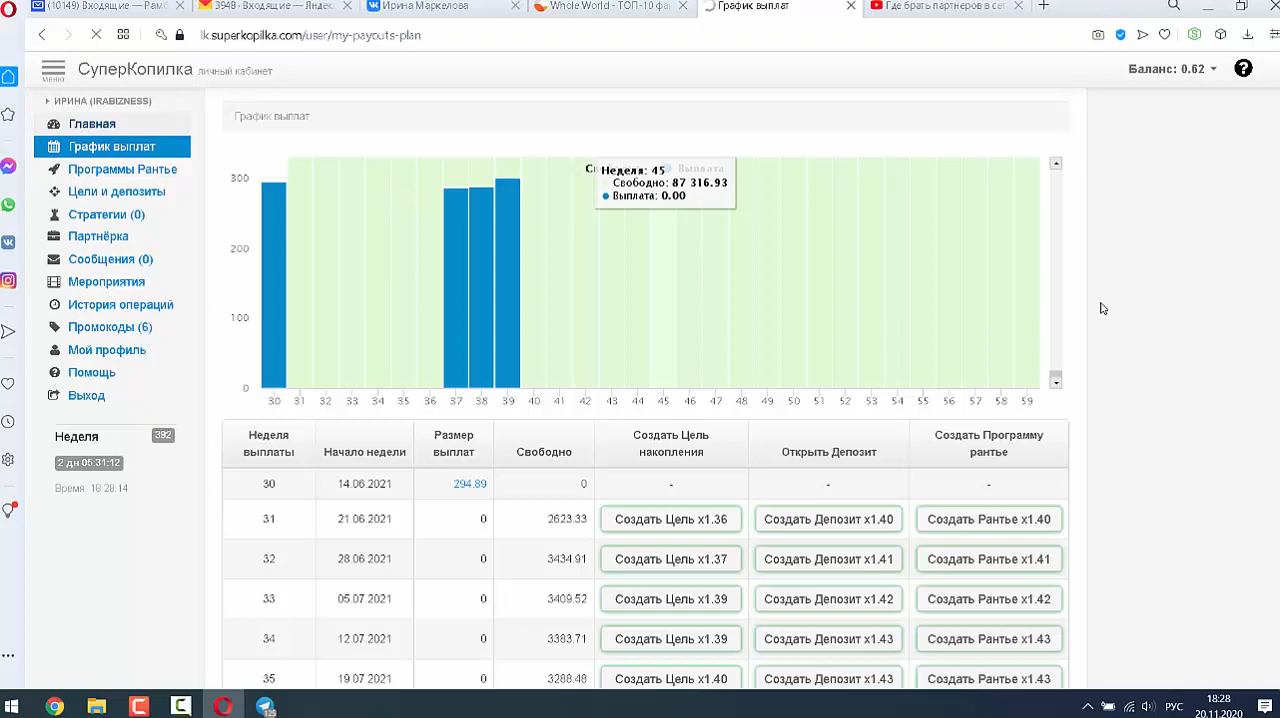 (10149) Входящие — Рам
3948 · Входящие — Яндек
Ирина Маркелова
Whole World - ТОП-10 фа
График выплат
Где брать партнеров в се
lk.superkopilka.com/user/my-payouts-plan
МЕНЮ
СуперКопилка личный кабинет
Баланс: 0.62
ИРИНА (IRABIZNESS)
Главная
График выплат
Программы Рантье
Цели и депозиты
Стратегии (0)
Партнёрка
Сообщения (0)
Мероприятия
История операций
Промокоды (6)
Мой профиль
Помощь
Выход
Неделя 392
2 дн 05:31:12
Время: 18:28:14
График выплат
Выплата
Неделя: 45
Свободно: 87 316.93
Выплата: 0.00
300
200
100
0
30 31 32 33 34 35 36 37 38 39 40 41 42 43 44 45 46 47 48 49 50 51 52 53 54 55 56 57 58 59
Неделя выплаты Начало недели Размер выплат Свободно Создать Цель накопления Открыть Депозит Создать Программу рантье
30 14.06.2021 294.89 0 - - -
31 21.06.2021 0 2623.33 Создать Цель x1.36 Создать Депозит x1.40 Создать Рантье x1.40
32 28.06.2021 0 3434.91 Создать Цель x1.37 Создать Депозит x1.41 Создать Рантье x1.41
33 05.07.2021 0 3409.52 Создать Цель x1.39 Создать Депозит x1.42 Создать Рантье x1.42
34 12.07.2021 0 3383.71 Создать Цель x1.39 Создать Депозит x1.43 Создать Рантье x1.43
35 19.07.2021 0 3288.48 Создать Цель x1.40 Создать Депозит x1.43 Создать Рантье x1.43
РУС
18:28
20.11.2020